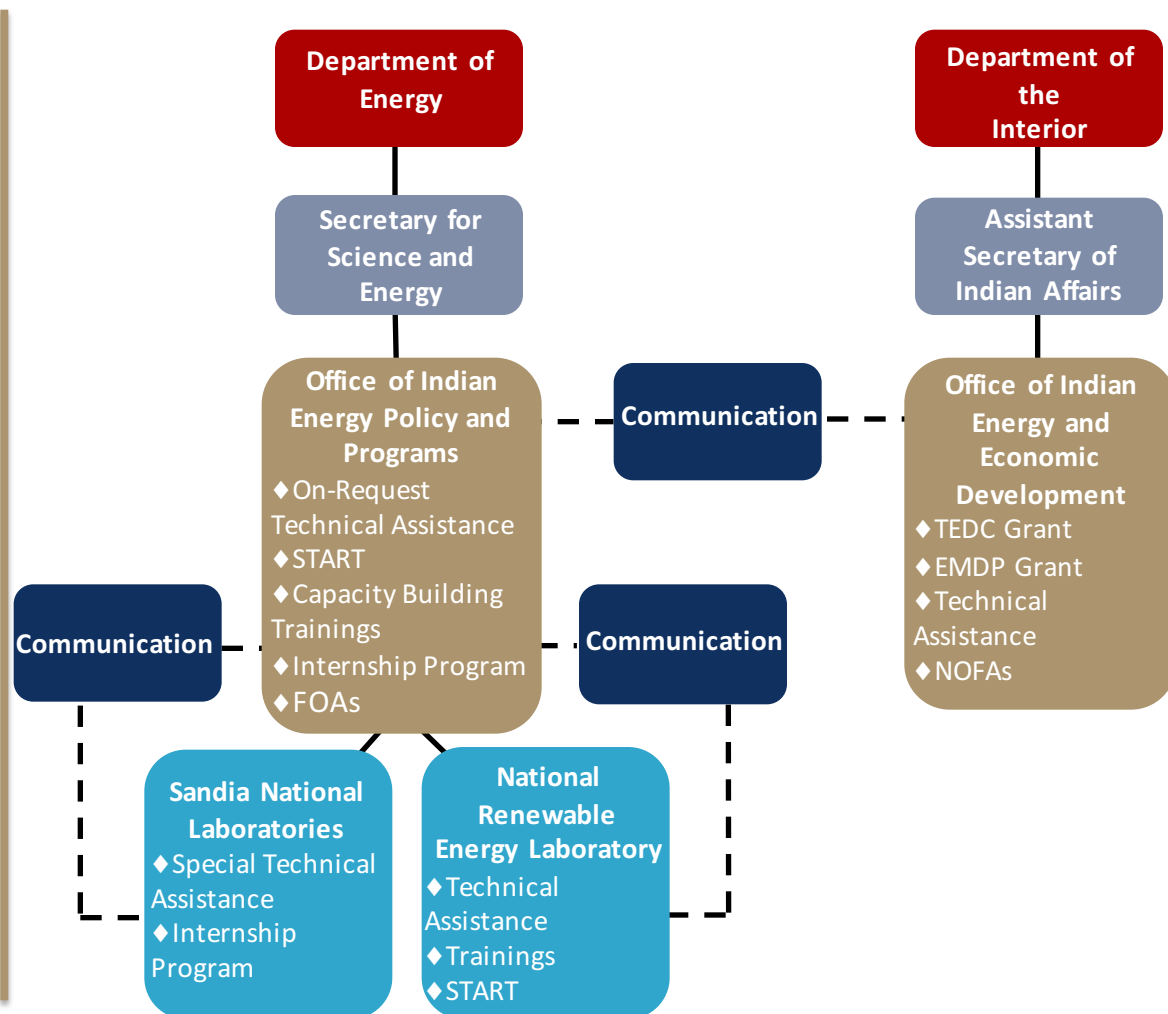 Department of
Energy
Department of
the
Interior
Secretary for
Science and
Energy
Assistant
Secretary of
Indian Affairs
Office of Indian
Energy Policy and
Programs
♦On-Request
Technical Assistance
♦START
♦Capacity Building
Trainings
♦Internship Program
♦FOAs
Communication
Office of Indian
Energy and
Economic
Development
♦TEDC Grant
♦EMDP Grant
♦Technical
Assistance
♦NOFAs
Communication
Communication
Sandia National
Laboratories
♦Special Technical
Assistance
♦Internship
Program
National
Renewable
Energy Laboratory
♦Technical
Assistance
♦Trainings
♦START